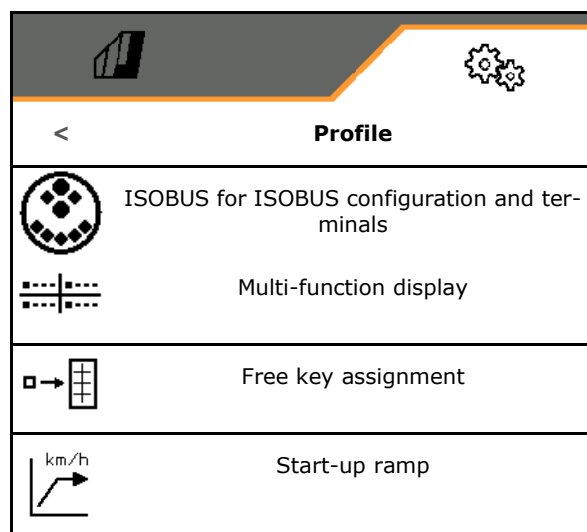 < Profile
ISOBUS for ISOBUS configuration and ter-
minals
Multi-function display
Free key assignment
km/h
Start-up ramp